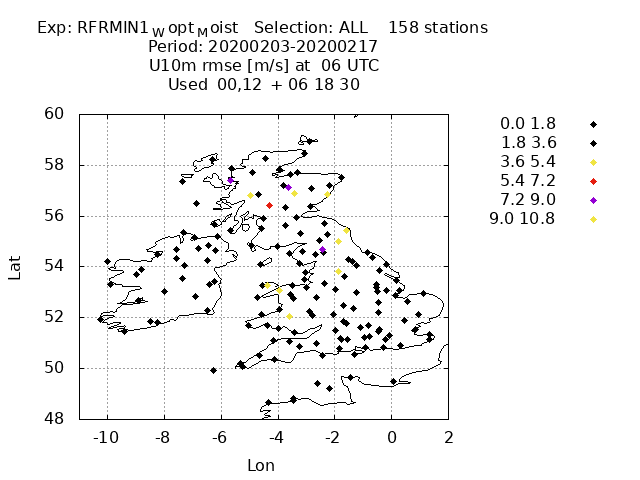 Exp: RFRMIN1WoptMoist   Selection: ALL    158 stations
Period: 20200203-20200217
U10m rmse [m/s] at  06 UTC
Used  00,12  + 06 18 30
0.0 1.8
1.8 3.6
3.6 5.4
5.4 7.2
7.2 9.0
9.0 10.8
60
58
56
54
52
50
48
Lat
-10 -8 -6 -4 -2 0 2
Lon